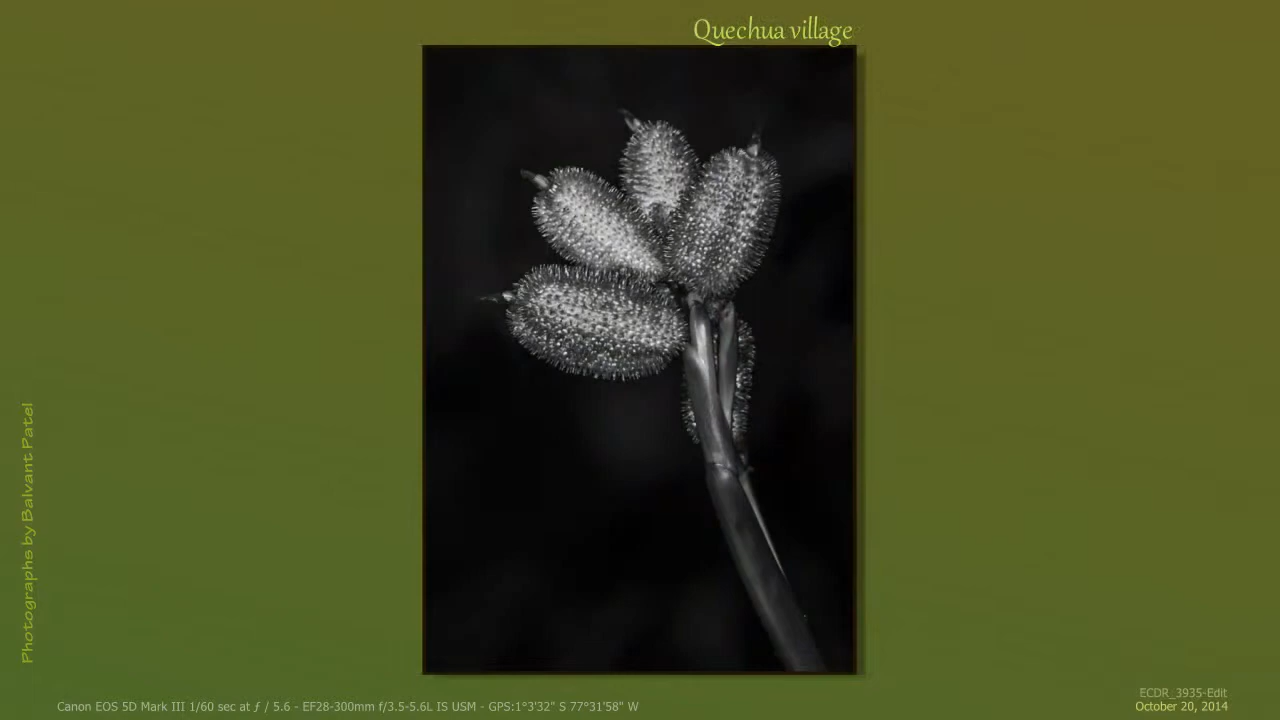 Quechua village
Photographs by Balvant Patel
ECDR_3935-Edit
Canon EOS 5D Mark III 1/60 sec at ƒ / 5.6 - EF28-300mm f/3.5-5.6L IS USM - GPS:1°3'32" S 77°31'58" W
October 20, 2014